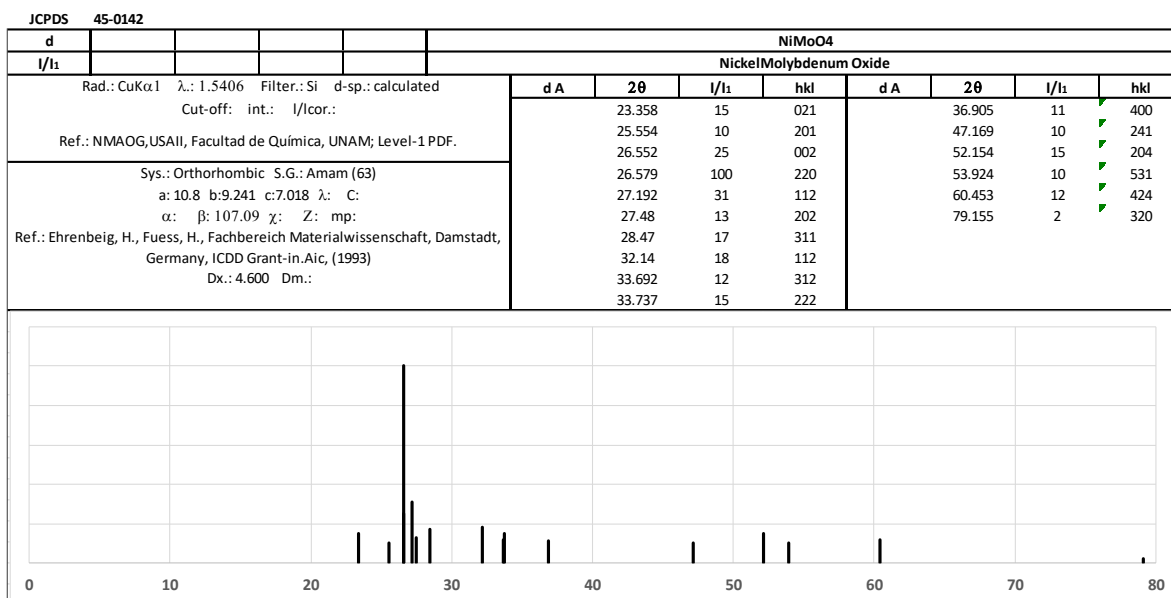 JCPDS 45-0142
d NiMoO4
I/I1 NickelMolybdenum Oxide
Rad.: CuKα1 λ.: 1.5406 Filter.: Si d-sp.: calculated
Cut-off: int.: I/Icor.:
Ref.: NMAOG,USAII, Facultad de Química, UNAM; Level-1 PDF.
Sys.: Orthorhombic S.G.: Amam (63)
a: 10.8 b:9.241 c:7.018 λ: C:
α: β: 107.09 χ: Z: mp:
Ref.: Ehrenbeig, H., Fuess, H., Fachbereich Materialwissenschaft, Damstadt,
Germany, ICDD Grant-in.Aic, (1993)
Dx.: 4.600 Dm.:
d A 2θ I/I1 hkl d A 2θ I/I1 hkl
23.358 15 021 36.905 11 400
25.554 10 201 47.169 10 241
26.552 25 002 52.154 15 204
26.579 100 220 53.924 10 531
27.192 31 112 60.453 12 424
27.48 13 202 79.155 2 320
28.47 17 311
32.14 18 112
33.692 12 312
33.737 15 222
0 10 20 30 40 50 60 70 80